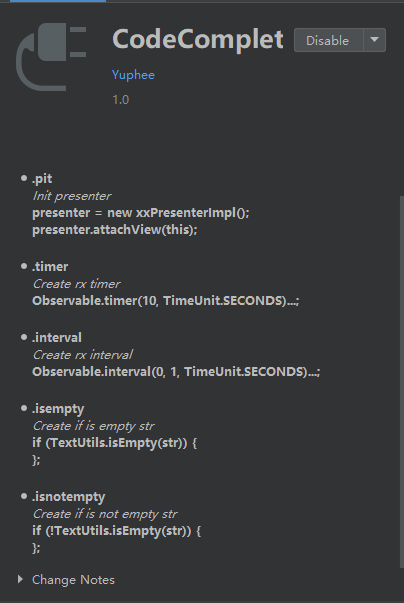 CodeComplet
Disable
Yuphee
1.0
.pit
Init presenter
presenter = new xxPresenterImpl();
presenter.attachView(this);
.timer
Create rx timer
Observable.timer(10, TimeUnit.SECONDS)...;
.interval
Create rx interval
Observable.interval(0, 1, TimeUnit.SECONDS)...;
.isempty
Create if is empty str
if (TextUtils.isEmpty(str)) {
};
.isnotempty
Create if is not empty str
if (!TextUtils.isEmpty(str)) {
};
Change Notes